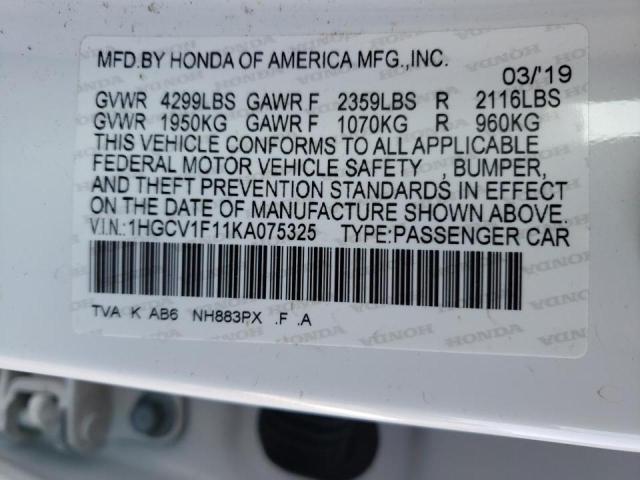 MFD.BY HONDA OF AMERICA MFG.,INC.
03/'19
GVWR 4299LBS GAWR F 2359LBS R 2116LBS
GVWR 1950KG GAWR F 1070KG R 960KG
THIS VEHICLE CONFORMS TO ALL APPLICABLE
FEDERAL MOTOR VEHICLE SAFETY , BUMPER,
AND THEFT PREVENTION STANDARDS IN EFFECT
ON THE DATE OF MANUFACTURE SHOWN ABOVE.
V.I.N.:1HGCV1F11KA075325 TYPE:PASSENGER CAR
TVA K AB6 NH883PX .F .A